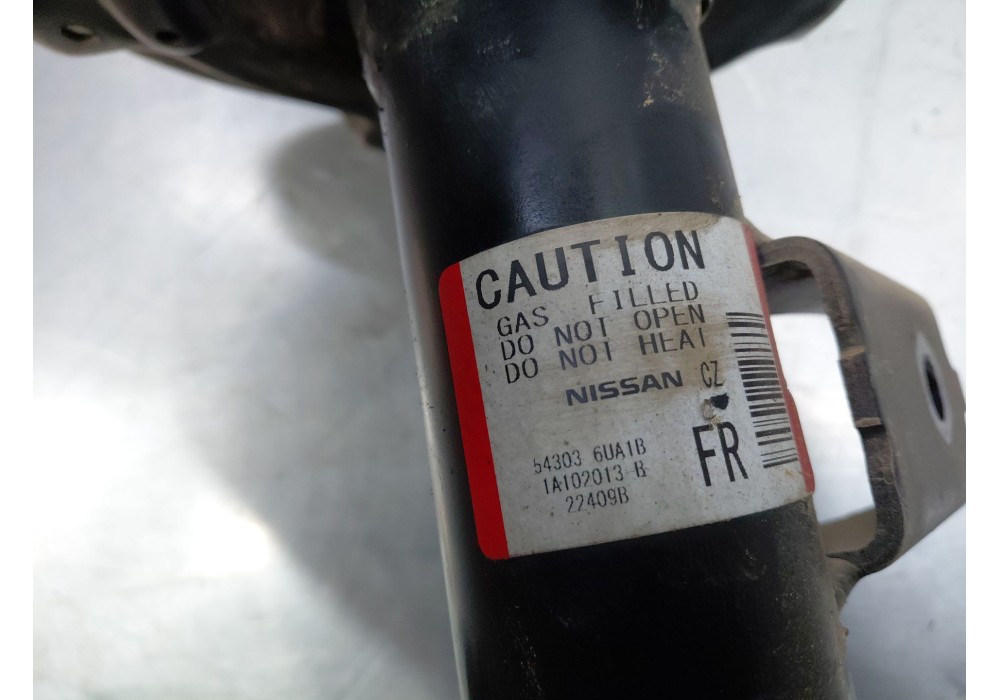 CAUTION
GAS FILLED
DO NOT OPEN
DO NOT HEAT
NISSAN CZ
FR
54303 6UA1B
1A102013-B
22409B